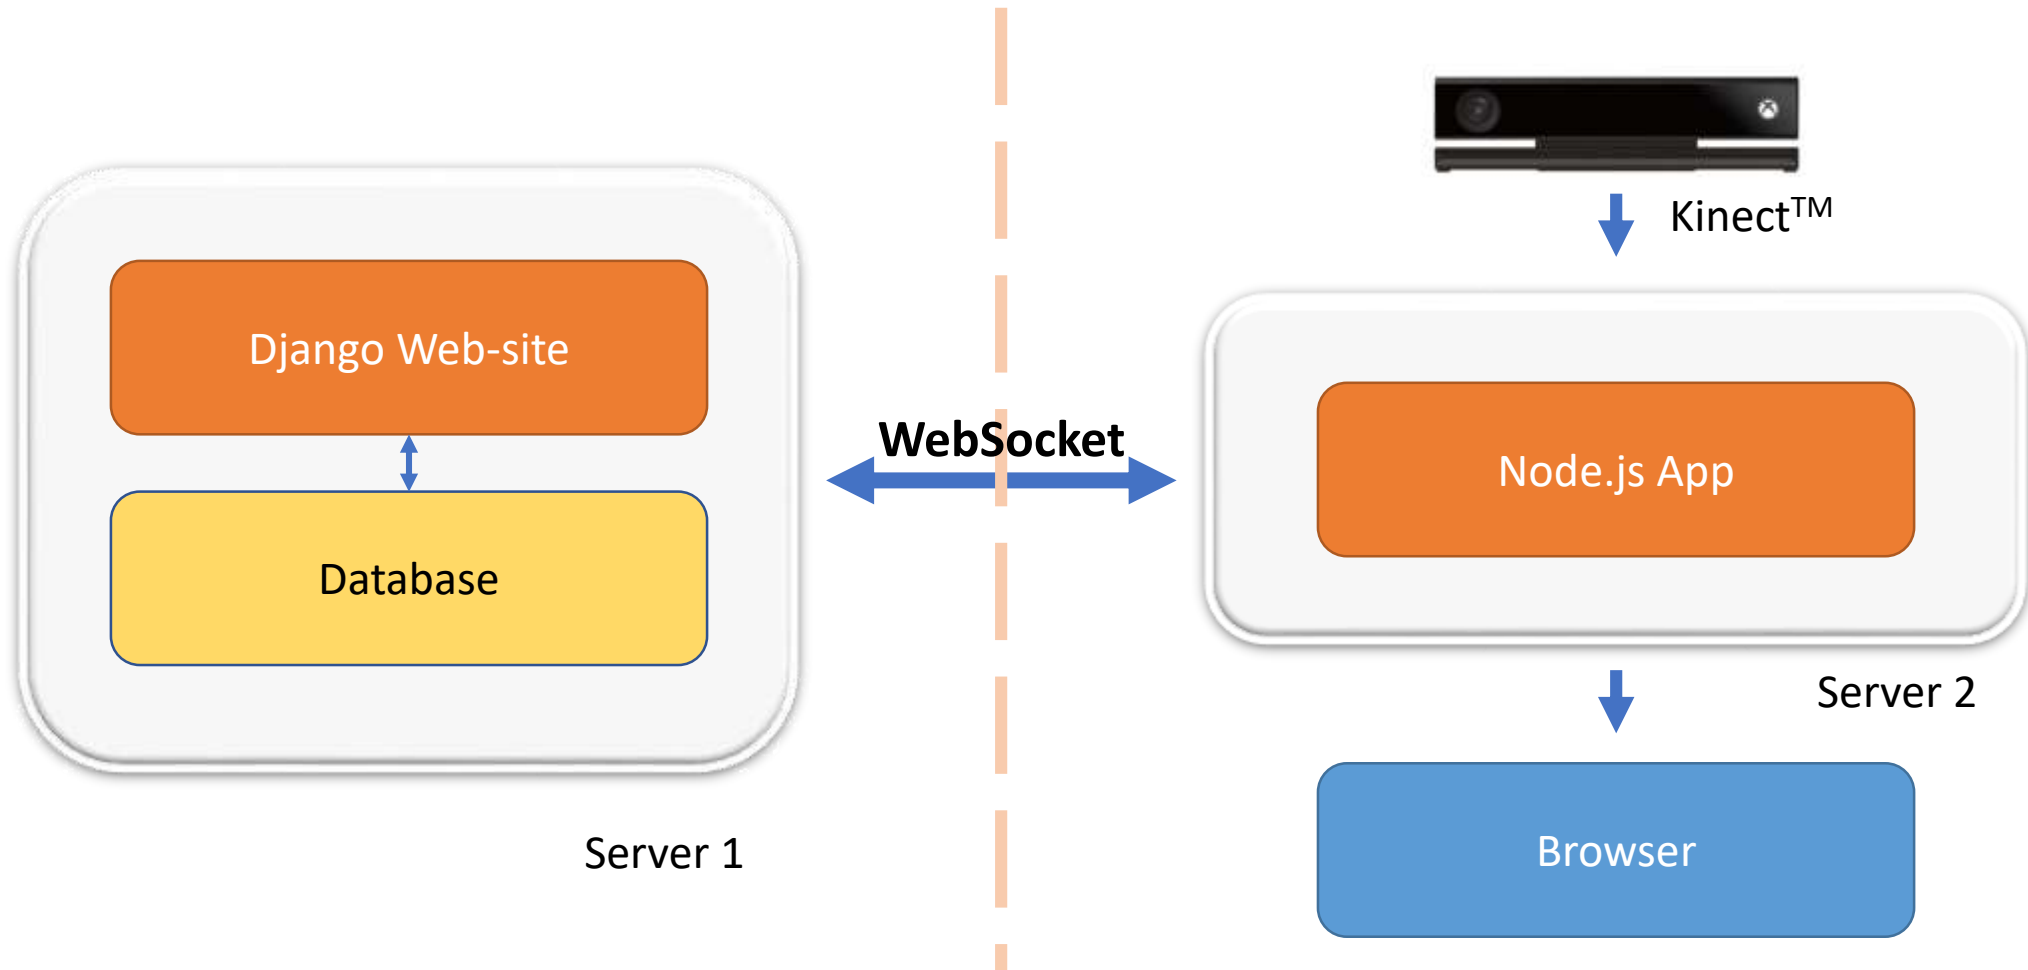 Kinect™
Django Web-site
WebSocket
Node.js App
Database
Server 2
Server 1
Browser